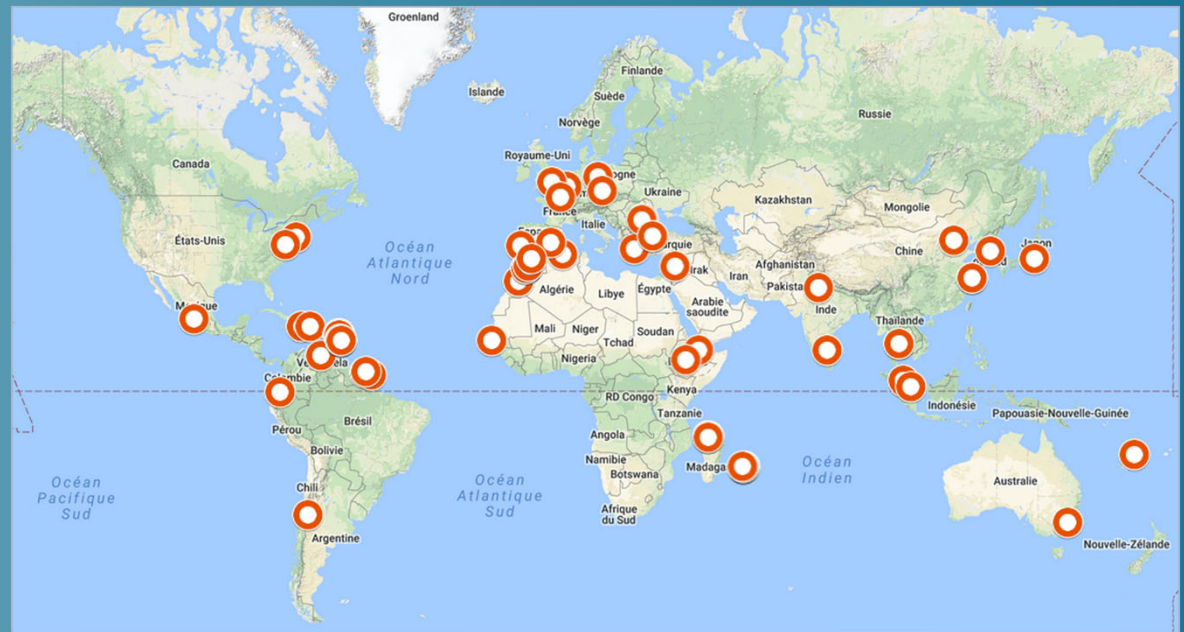 Groenland
Islande
Finlande
Suède
Norvège
Russie
Royaume-Uni
Canada
Ukraine
Kazakhstan
Mongolie
France
Italie
États-Unis
Océan
Atlantique
Nord
Chine
Japon
Afghanistan
Irak
Iran
Algérie
Libye
Égypte
Arabie
saoudite
Inde
Mali
Niger
Tchad
Soudan
Thaïlande
Nigeria
Kenya
RD Congo
Indonésie
Papouasie-Nouvelle-Guinée
Tanzanie
Brésil
Pérou
Angola
Bolivie
Namibie
Botswana
Océan
Indien
Océan
Pacifique
Sud
Océan
Atlantique
Sud
Chili
Australie
Afrique
du Sud
Argentine
Nouvelle-Zélande